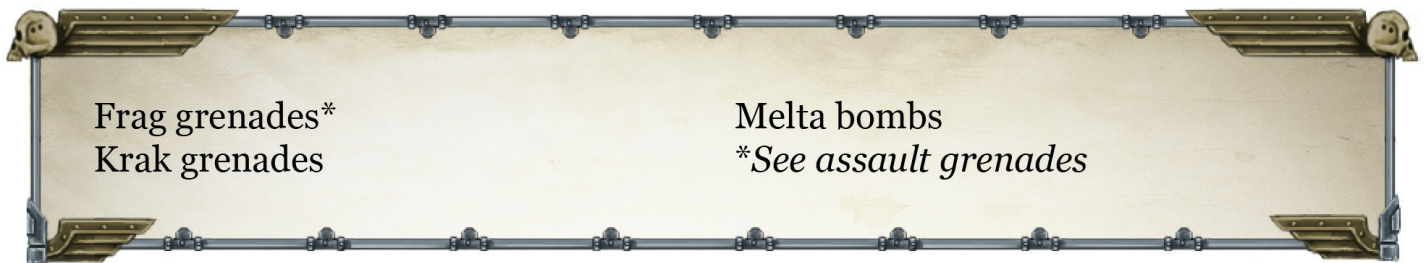 Frag grenades*
Krak grenades
Melta bombs
*See assault grenades